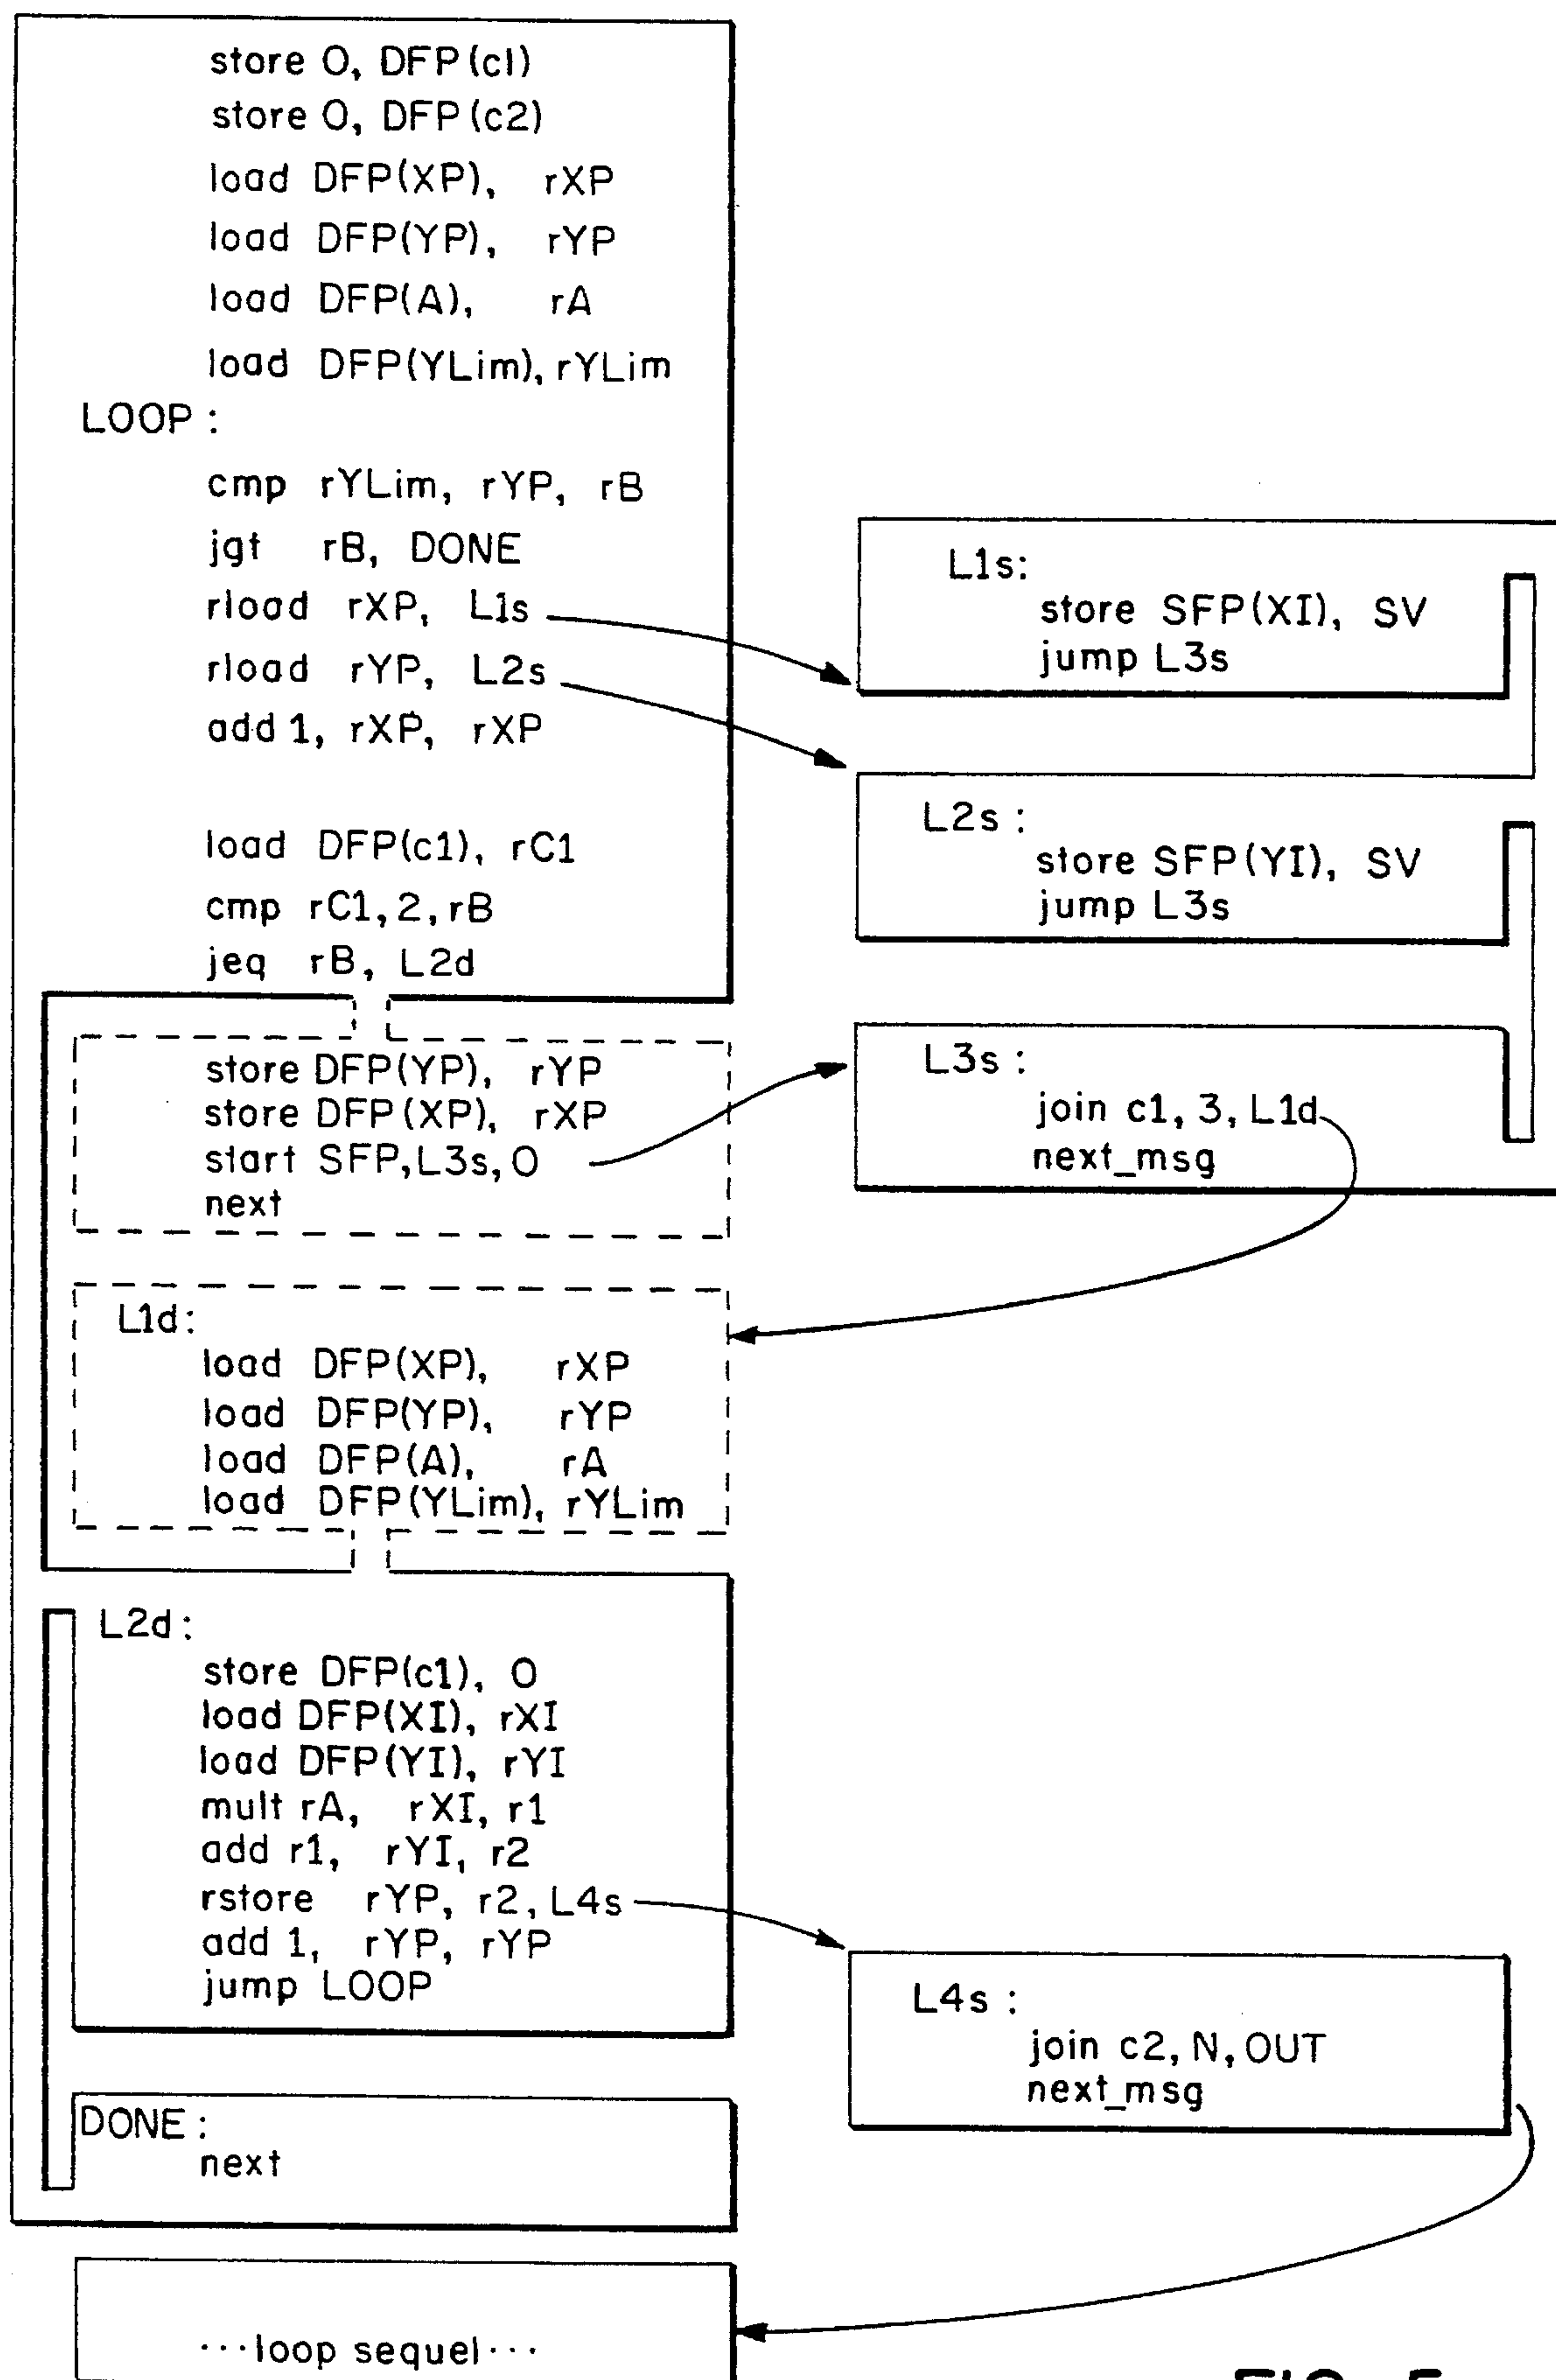 store 0, DFP(c1)
store 0, DFP(c2)
load DFP(XP), rXP
load DFP(YP), rYP
load DFP(A), rA
load DFP(YLim), rYLim
LOOP:
cmp rYLim, rYP, rB
jgt rB, DONE
rload rXP, L1s
rload rYP, L2s
add 1, rXP, rXP
load DFP(c1), rC1
cmp rC1, 2, rB
jeq rB, L2d
store DFP(YP), rYP
store DFP(XP), rXP
start SFP, L3s, 0
next
L1d:
load DFP(XP), rXP
load DFP(YP), rYP
load DFP(A), rA
load DFP(YLim), rYLim
L2d:
store DFP(c1), 0
load DFP(XI), rXI
load DFP(YI), rYI
mult rA, rXI, r1
add r1, rYI, r2
rstore rYP, r2, L4s
add 1, rYP, rYP
jump LOOP
DONE:
next
...loop sequel...
L1s:
store SFP(XI), SV
jump L3s
L2s:
store SFP(YI), SV
jump L3s
L3s:
join c1, 3, L1d
next_msg
L4s:
join c2, N, OUT
next_msg